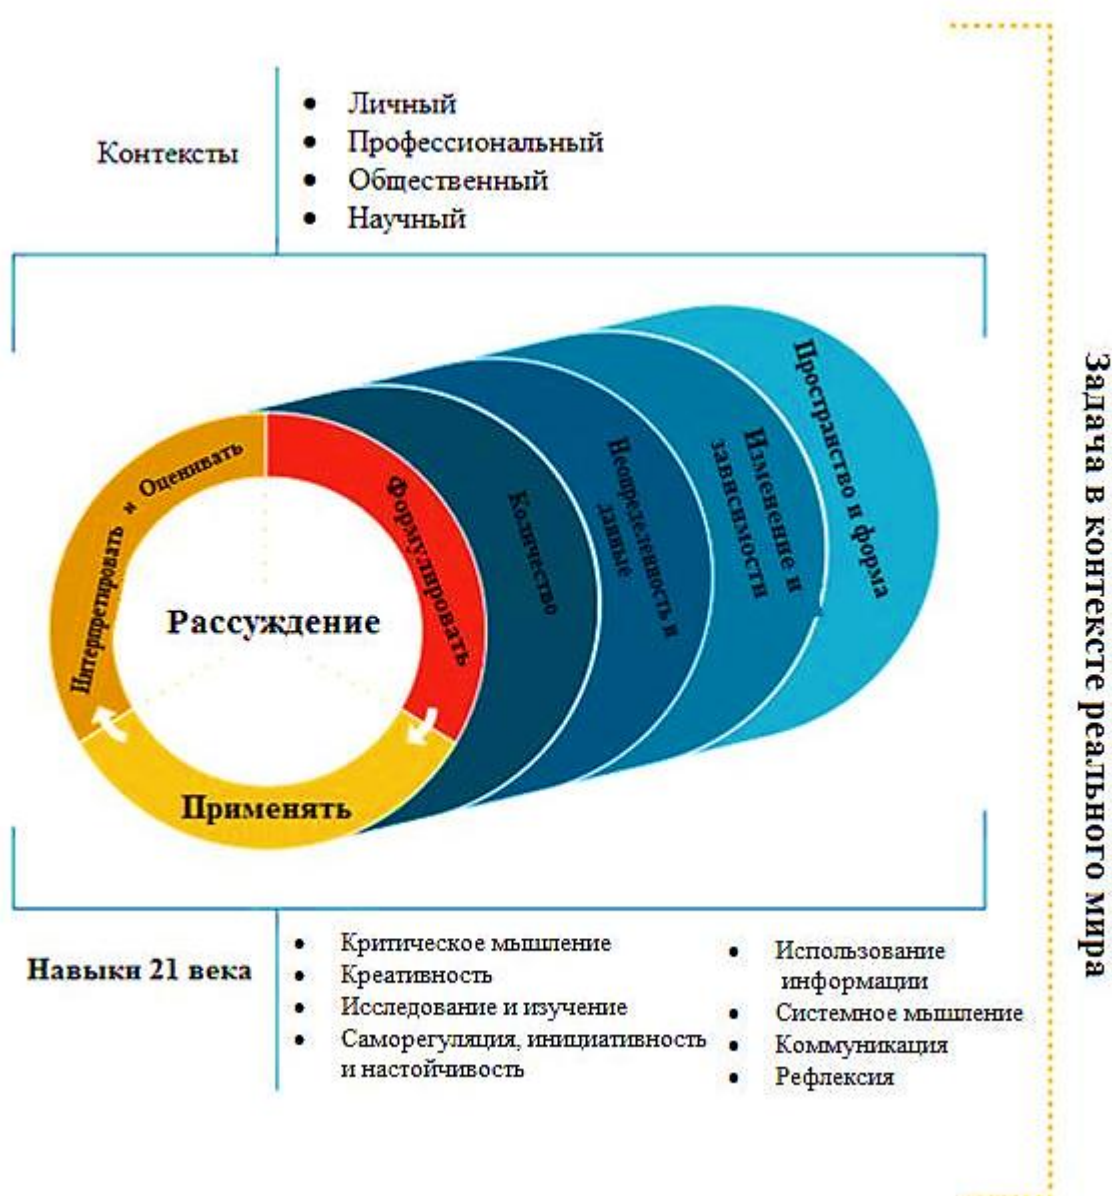 Контексты
Личный
Профессиональный
Общественный
Научный
Интерпретировать и Оценивать
Формулировать
Рассуждение
Применять
Количество
Неопределенность и
данные
Изменение и
зависимости
Пространство и форма
Задача в контексте реального мира
Навыки 21 века
Критическое мышление
Креативность
Исследование и изучение
Саморегуляция, инициативность
и настойчивость
Использование
информации
Системное мышление
Коммуникация
Рефлексия